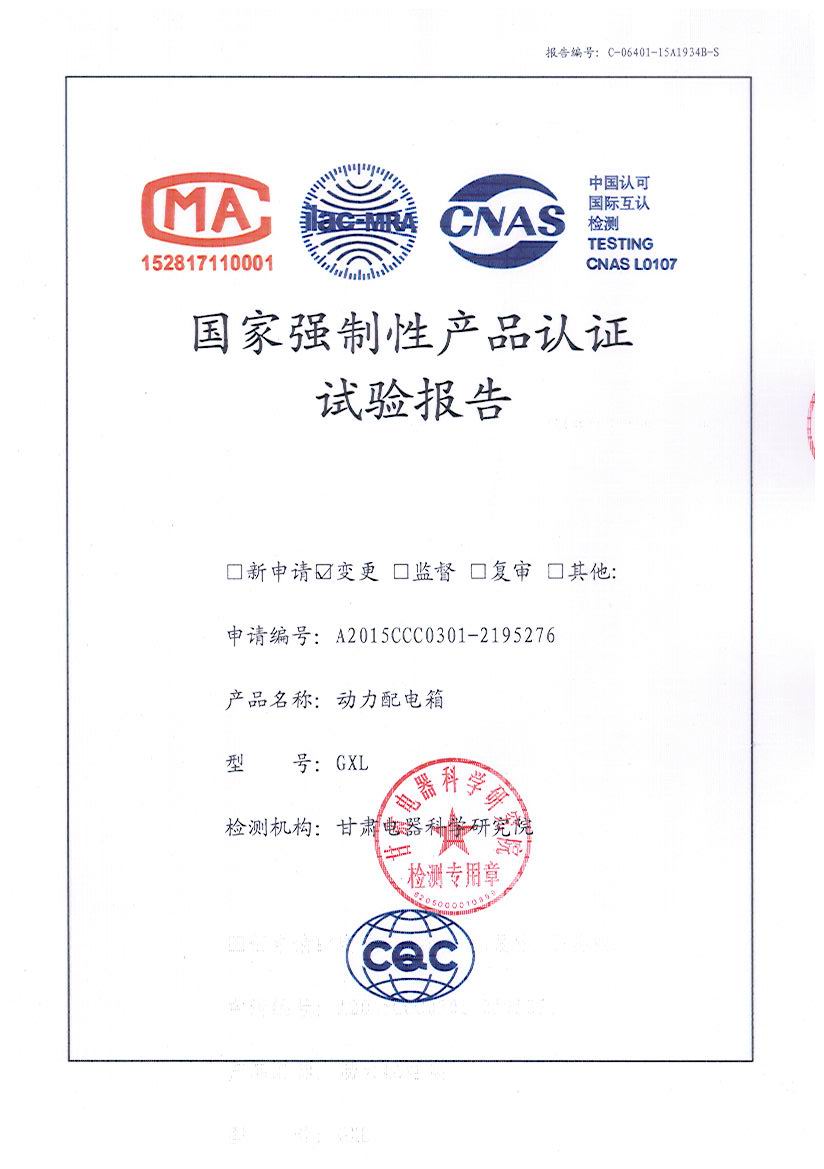 报告编号: C-06401-15A1934B-S
CMA
152817110001
ilac-MRA
CNAS
中国认可
国际互认
检测
TESTING
CNAS L0107
国家强制性产品认证
试验报告
□新申请☑变更 □监督 □复审 □其他:
申请编号: A2015CCC0301-2195276
产品名称: 动力配电箱
型 号: GXL
检测机构: 甘肃电器科学研究院
甘肃电器科学研究院
检测专用章
CQC